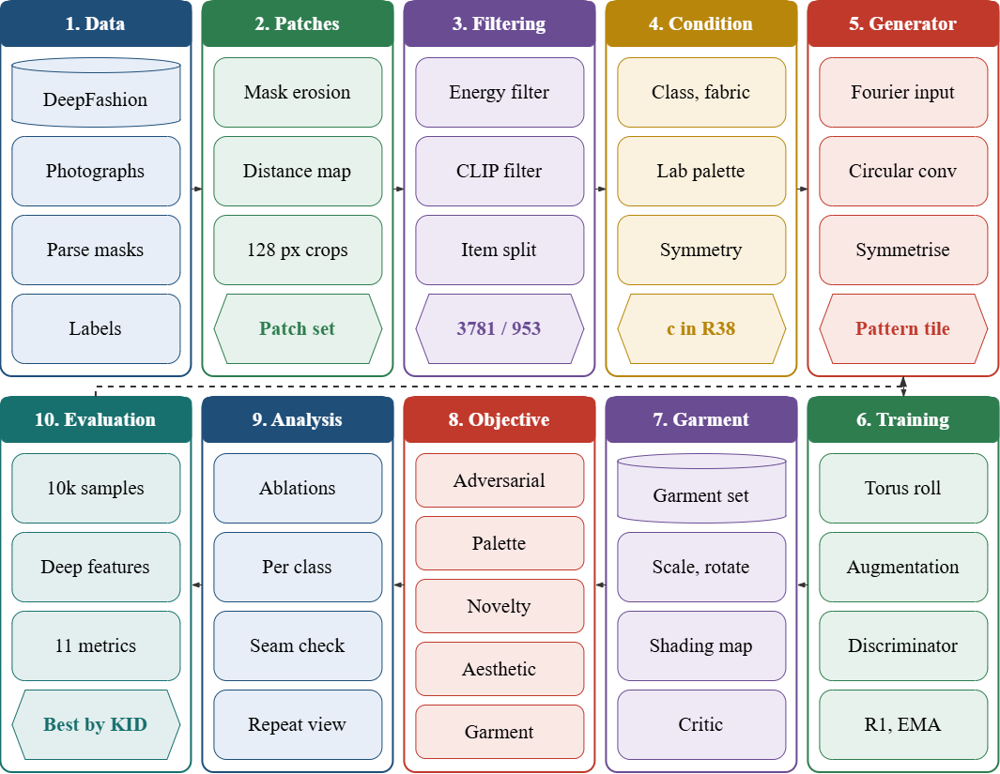 1. Data
DeepFashion
Photographs
Parse masks
Labels
2. Patches
Mask erosion
Distance map
128 px crops
Patch set
3. Filtering
Energy filter
CLIP filter
Item split
3781 / 953
4. Condition
Class, fabric
Lab palette
Symmetry
c in R38
5. Generator
Fourier input
Circular conv
Symmetrise
Pattern tile
10. Evaluation
10k samples
Deep features
11 metrics
Best by KID
9. Analysis
Ablations
Per class
Seam check
Repeat view
8. Objective
Adversarial
Palette
Novelty
Aesthetic
Garment
7. Garment
Garment set
Scale, rotate
Shading map
Critic
6. Training
Torus roll
Augmentation
Discriminator
R1, EMA